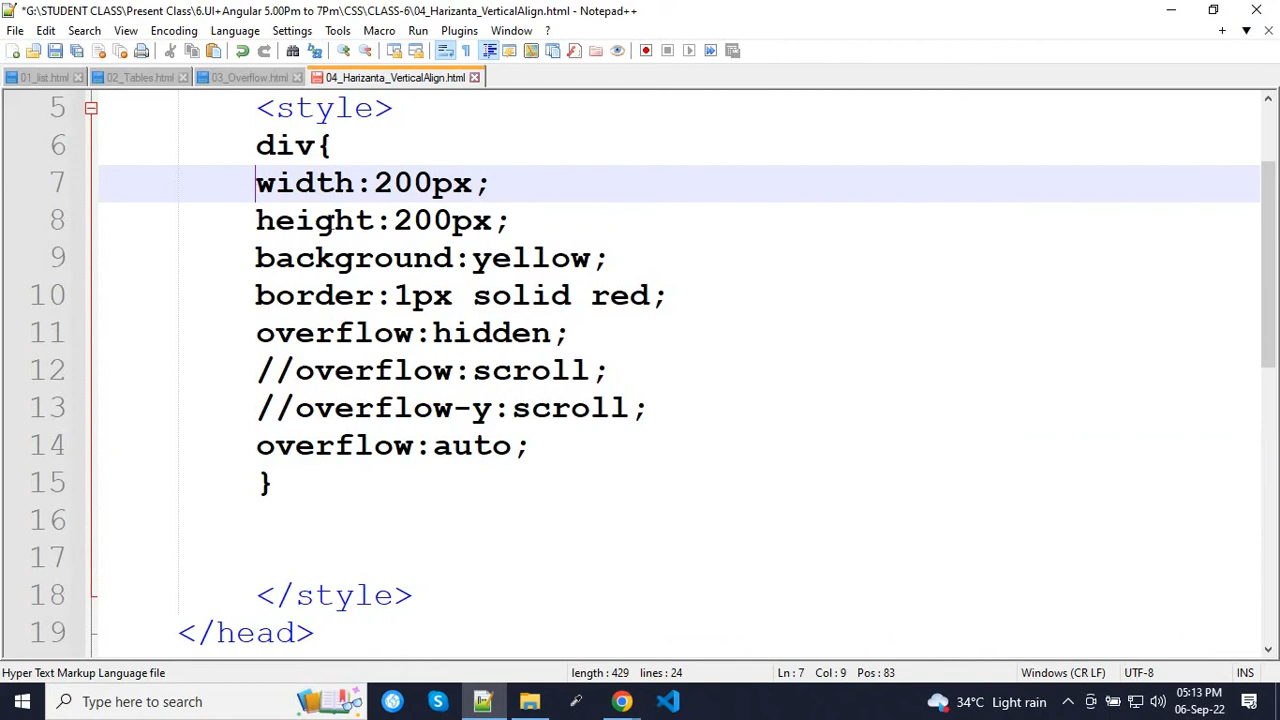 *G:\STUDENT CLASS\Present Class\6.UI+Angular 5.00Pm to 7Pm\CSS\CLASS-6\04_Harizanta_VerticalAlign.html - Notepad++
File Edit Search View Encoding Language Settings Tools Macro Run Plugins Window ?
01_list.html 02_Tables.html 03_Overflow.html 04_Harizanta_VerticalAlign.html
5 <style>
6 div{
7 width:200px;
8 height:200px;
9 background:yellow;
10 border:1px solid red;
11 overflow:hidden;
12 //overflow:scroll;
13 //overflow-y:scroll;
14 overflow:auto;
15 }
16
17
18 </style>
19 </head>
Hyper Text Markup Language file length : 429 lines : 24 Ln : 7 Col : 9 Pos : 83 Windows (CR LF) UTF-8 INS
Type here to search 34°C Light rain 05:13 PM
06-Sep-22